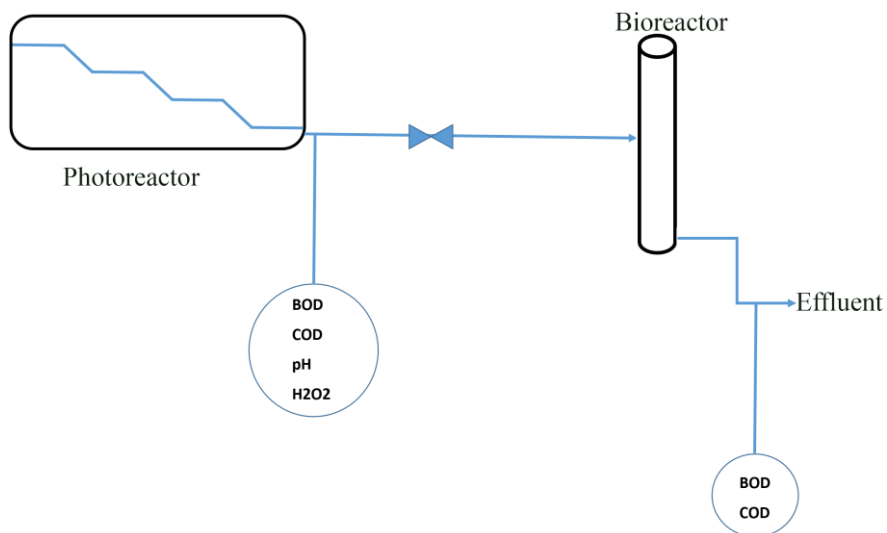 Bioreactor
Photoreactor
BOD
COD
pH
H2O2
Effluent
BOD
COD